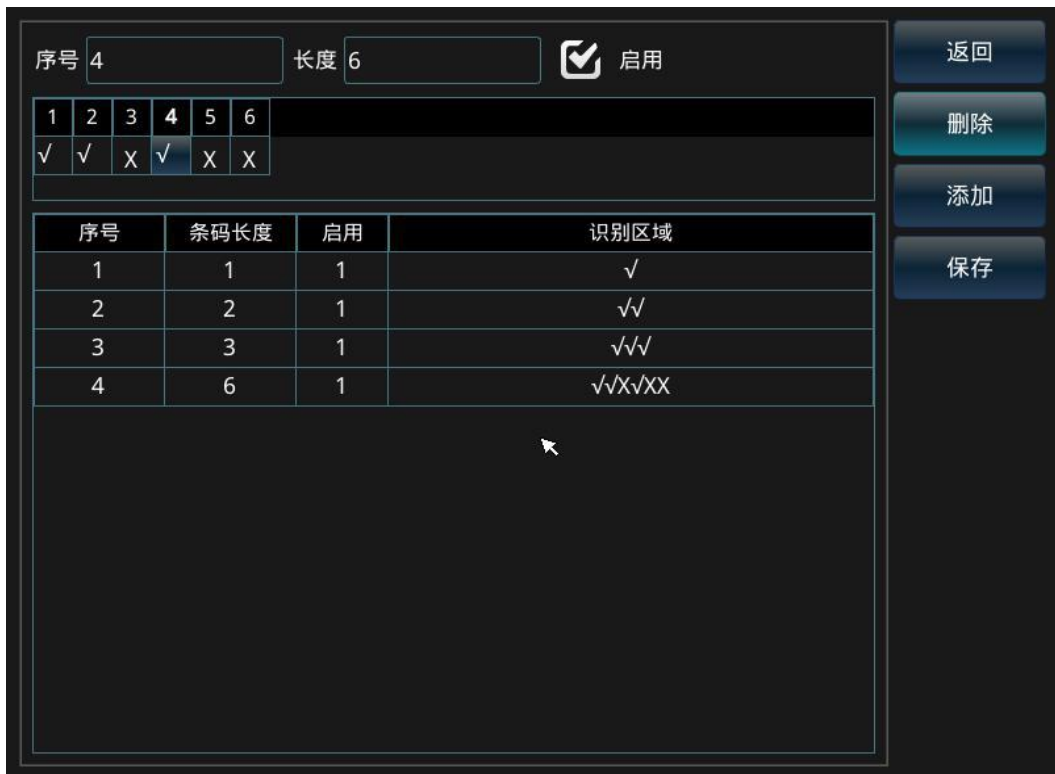 序号 4 长度 6 启用
1 2 3 4 5 6
√ √ X √ X X
序号 条码长度 启用 识别区域
1 1 1 √
2 2 1 √√
3 3 1 √√√
4 6 1 √√X√XX
返回
删除
添加
保存